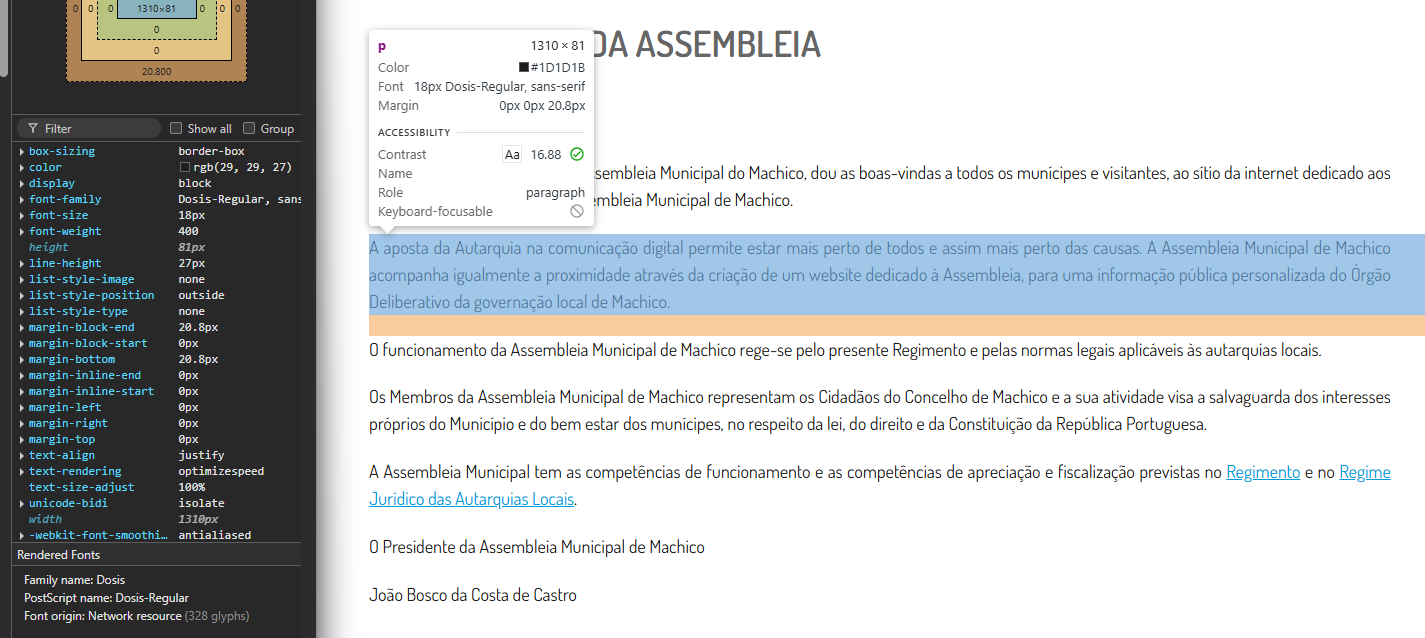 0 0 0 1310×81 0 0 0
0
0
20.800
Filter Show all Group
box-sizing border-box
color rgb(29, 29, 27)
display block
font-family Dosis-Regular, sans
font-size 18px
font-weight 400
height 81px
line-height 27px
list-style-image none
list-style-position outside
list-style-type none
margin-block-end 20.8px
margin-block-start 0px
margin-bottom 20.8px
margin-inline-end 0px
margin-inline-start 0px
margin-left 0px
margin-right 0px
margin-top 0px
text-align justify
text-rendering optimizespeed
text-size-adjust 100%
unicode-bidi isolate
width 1310px
-webkit-font-smoothi… antialiased
Rendered Fonts
Family name: Dosis
PostScript name: Dosis-Regular
Font origin: Network resource (328 glyphs)
DA ASSEMBLEIA
p 1310 × 81
Color #1D1D1B
Font 18px Dosis-Regular, sans-serif
Margin 0px 0px 20.8px
ACCESSIBILITY
Contrast Aa 16.88
Name
Role paragraph
Keyboard-focusable
sembleia Municipal do Machico, dou as boas-vindas a todos os munícipes e visitantes, ao sítio da internet dedicado aos
embleia Municipal de Machico.
A aposta da Autarquia na comunicação digital permite estar mais perto de todos e assim mais perto das causas. A Assembleia Municipal de Machico
acompanha igualmente a proximidade através da criação de um website dedicado à Assembleia, para uma informação pública personalizada do Órgão
Deliberativo da governação local de Machico.
O funcionamento da Assembleia Municipal de Machico rege-se pelo presente Regimento e pelas normas legais aplicáveis às autarquias locais.
Os Membros da Assembleia Municipal de Machico representam os Cidadãos do Concelho de Machico e a sua atividade visa a salvaguarda dos interesses
próprios do Município e do bem estar dos munícipes, no respeito da lei, do direito e da Constituição da República Portuguesa.
A Assembleia Municipal tem as competências de funcionamento e as competências de apreciação e fiscalização previstas no Regimento e no Regime
Jurídico das Autarquias Locais.
O Presidente da Assembleia Municipal de Machico
João Bosco da Costa de Castro